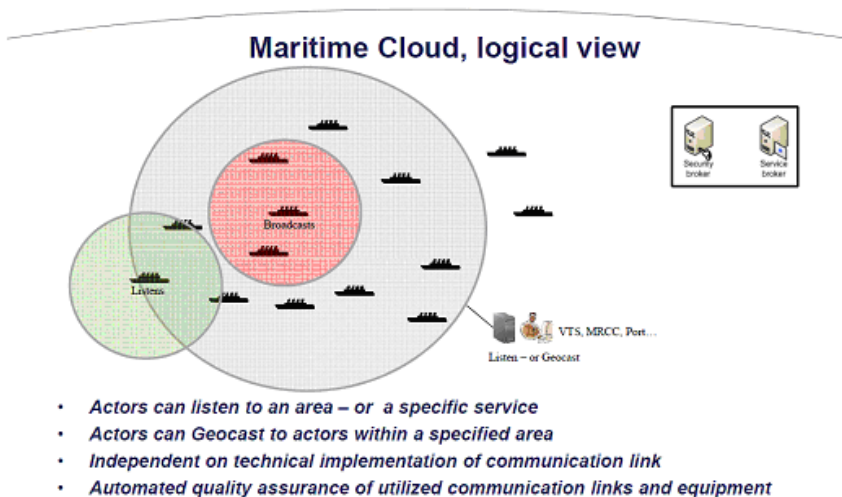 Maritime Cloud, logical view
Security
broker
Service
broker
Broadcasts
Listens
VTS, MRCC, Port...
Listen – or Geocast
• Actors can listen to an area – or a specific service
• Actors can Geocast to actors within a specified area
• Independent on technical implementation of communication link
• Automated quality assurance of utilized communication links and equipment